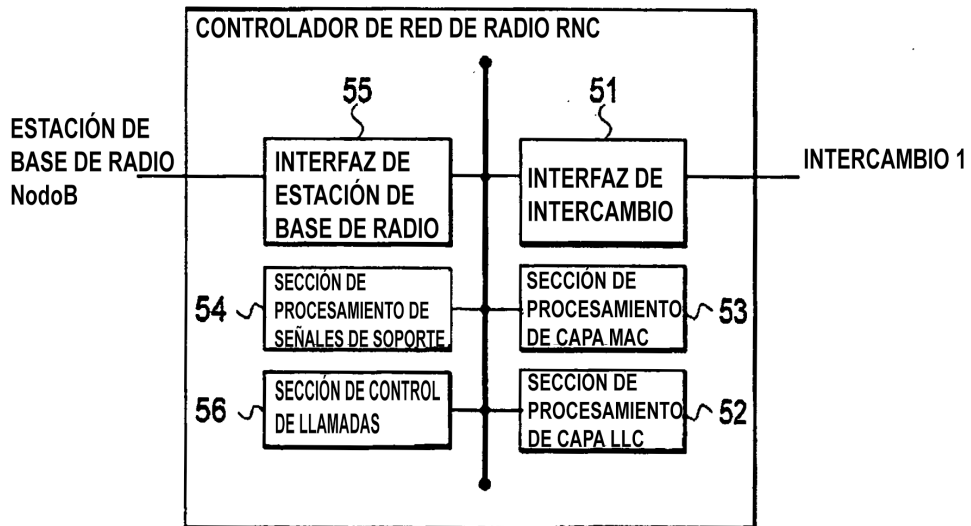 CONTROLADOR DE RED DE RADIO RNC
55
51
ESTACIÓN DE
BASE DE RADIO
NodoB
INTERFAZ DE
ESTACIÓN DE
BASE DE RADIO
INTERFAZ DE
INTERCAMBIO
INTERCAMBIO 1
54
SECCIÓN DE
PROCESAMIENTO DE
SEÑALES DE SOPORTE
SECCIÓN DE
PROCESAMIENTO
DE CAPA MAC
53
56
SECCIÓN DE CONTROL
DE LLAMADAS
SECCIÓN DE
PROCESAMIENTO
DE CAPA LLC
52